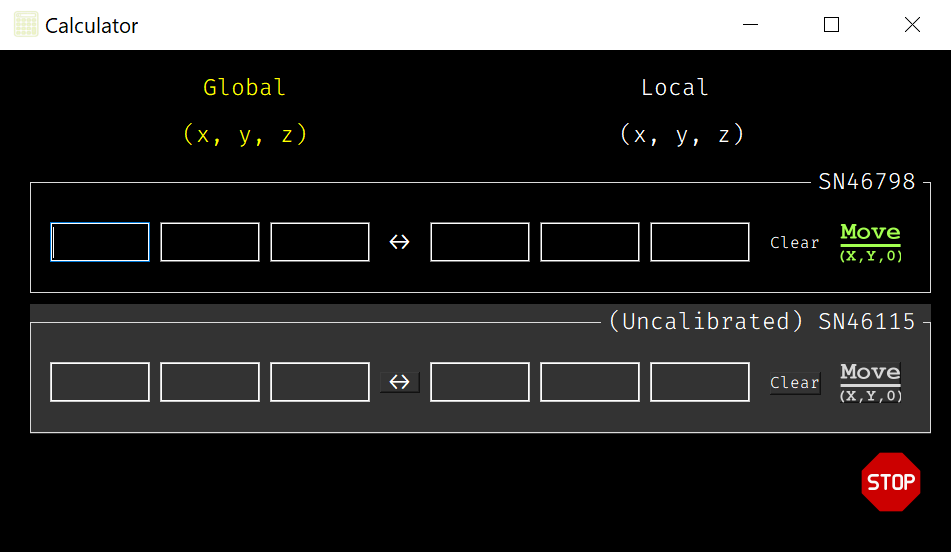 Calculator
Global Local
(x, y, z) (x, y, z)
SN46798
↔ Clear Move
(X,Y,0)
(Uncalibrated) SN46115
↔ Clear Move
(X,Y,0)
STOP